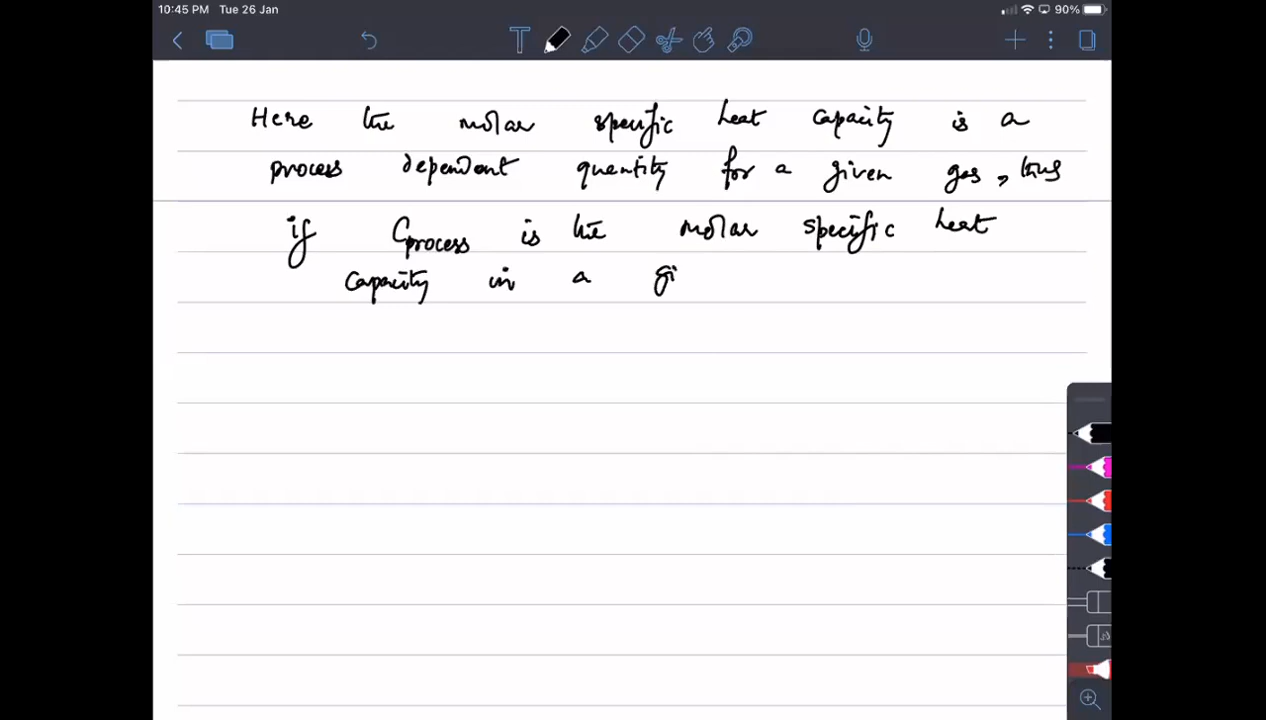 10:45 PM Tue 26 Jan 90%
T
Here the molar specific heat capacity is a
process dependent quantity for a given gas, thus
if Cprocess is the molar specific heat
capacity in a gi